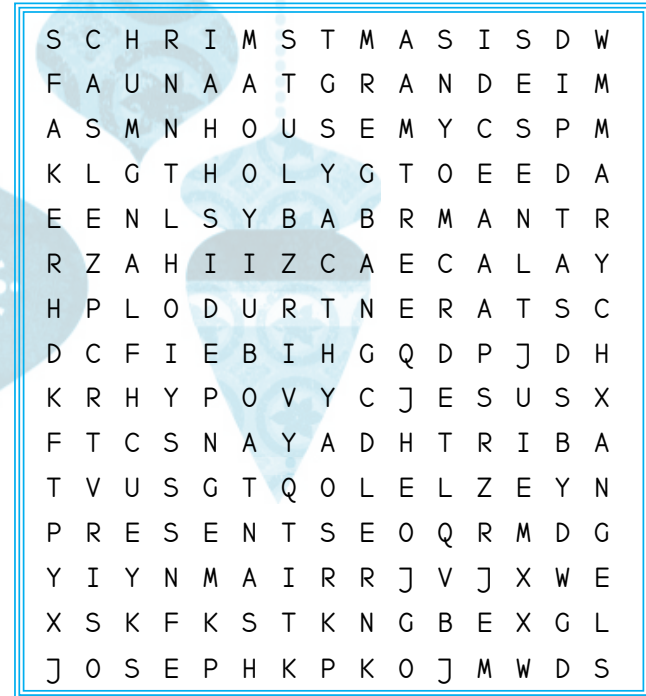 S C H R I M S T M A S I S D W
F A U N A A T G R A N D E I M
A S M N H O U S E M Y C S P M
K L G T H O L Y G T O E E D A
E E N L S Y B A B R M A N T R
R Z A H I I Z C A E C A L A Y
H P L O D U R T N E R A T S C
D C F I E B I H G Q D P J D H
K R H Y P O V Y C J E S U S X
F T C S N A Y A D H T R I B A
T V U S G T Q O L E L Z E Y N
P R E S E N T S E O Q R M D G
Y I Y N M A I R R J V J X W E
X S K F K S T K N G B E X G L
J O S E P H K P K O J M W D S